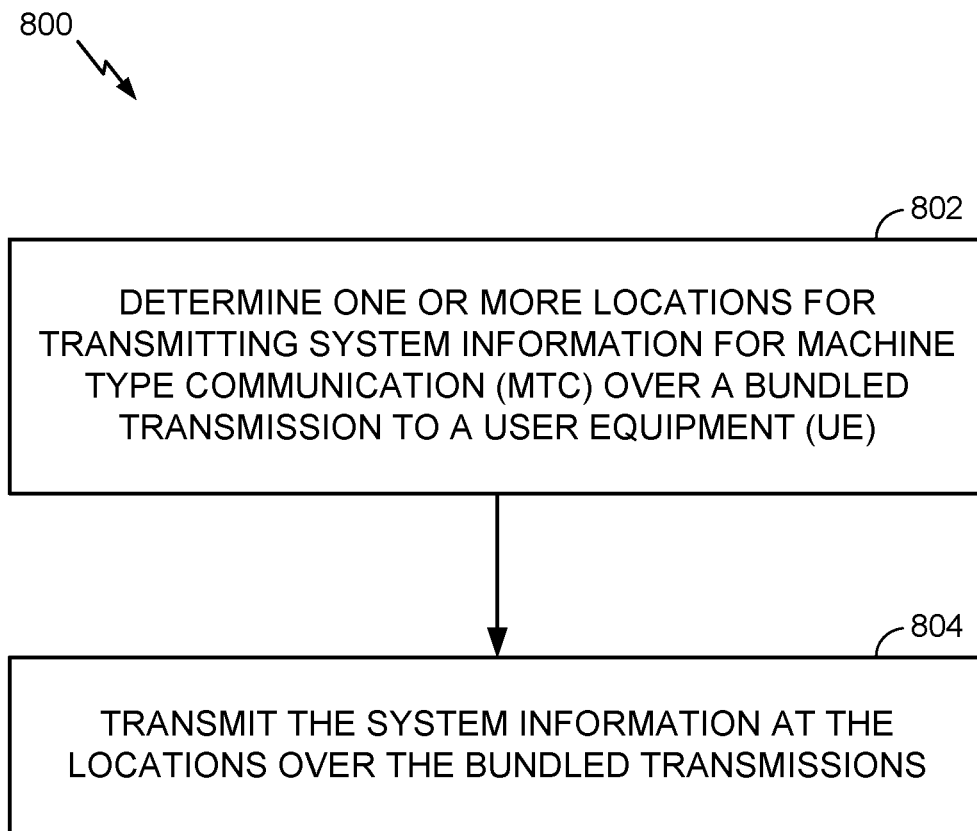 800
802
DETERMINE ONE OR MORE LOCATIONS FOR
TRANSMITTING SYSTEM INFORMATION FOR MACHINE
TYPE COMMUNICATION (MTC) OVER A BUNDLED
TRANSMISSION TO A USER EQUIPMENT (UE)
804
TRANSMIT THE SYSTEM INFORMATION AT THE
LOCATIONS OVER THE BUNDLED TRANSMISSIONS